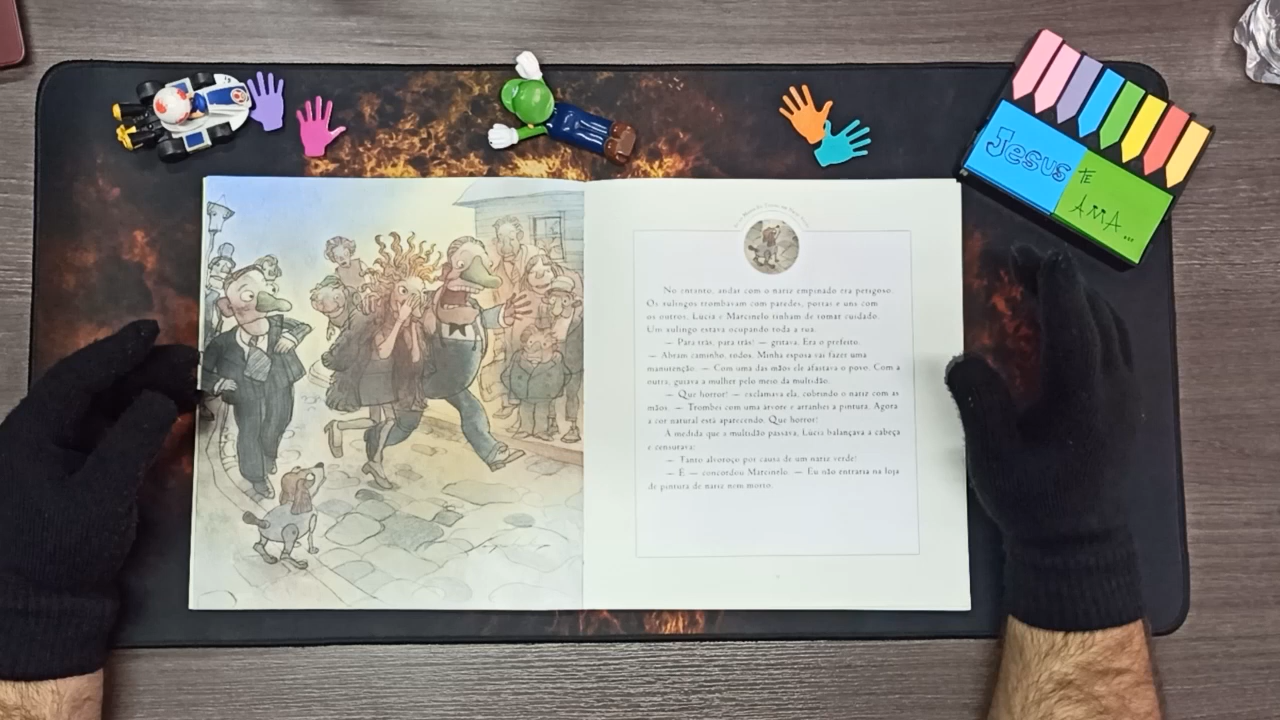 Jesus
TE
AMA...
No entanto, andar com o nariz empinado era perigoso.
Os xulingos trombavam com paredes, portas e uns com
os outros. Lúcia e Marcinelo tinham de tomar cuidado.
Um xulingo estava ocupando toda a rua.
— Para trás, para trás! — gritava. Era o prefeito.
— Abram caminho, todos. Minha esposa vai fazer uma
manutenção. — Com uma das mãos ele afastava o povo. Com a
outra, guiava a mulher pelo meio da multidão.
— Que horror! — exclamava ela, cobrindo o nariz com as
mãos. — Trombei com uma árvore e arranhei a pintura. Agora
a cor natural está aparecendo. Que horror!
À medida que a multidão passava, Lúcia balançava a cabeça
e censurava:
— Tanto alvoroço por causa de um nariz verde!
— É — concordou Marcinelo. — Eu não entraria na loja
de pintura de nariz nem morto.